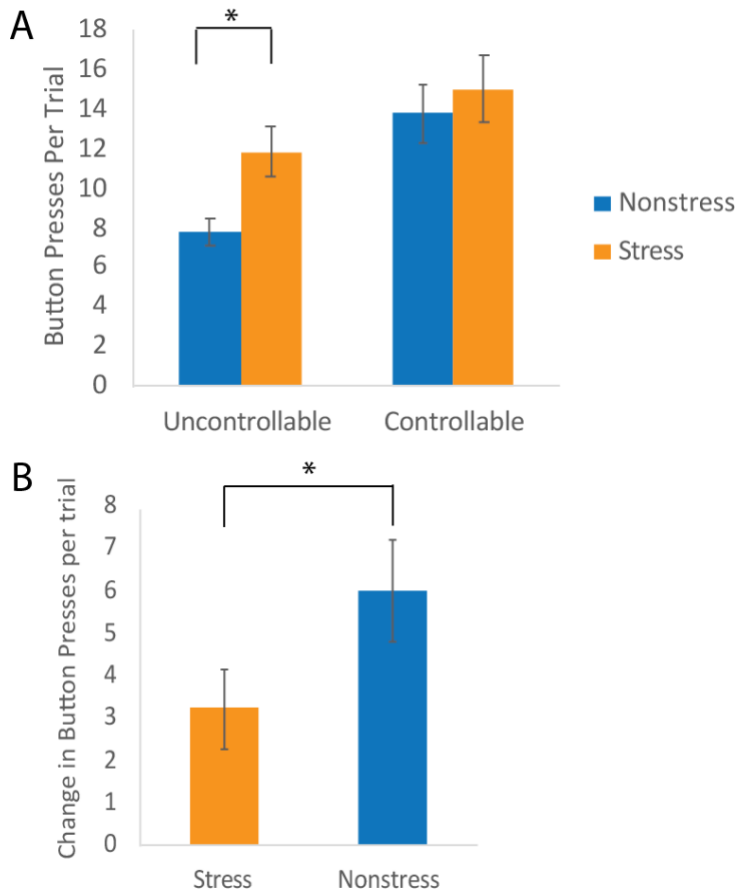 A
Button Presses Per Trial
18
16
14
12
10
8
6
4
2
0
*
Uncontrollable
Controllable
Nonstress
Stress
B
Change in Button Presses per trial
8
7
6
5
4
3
2
1
0
*
Stress
Nonstress